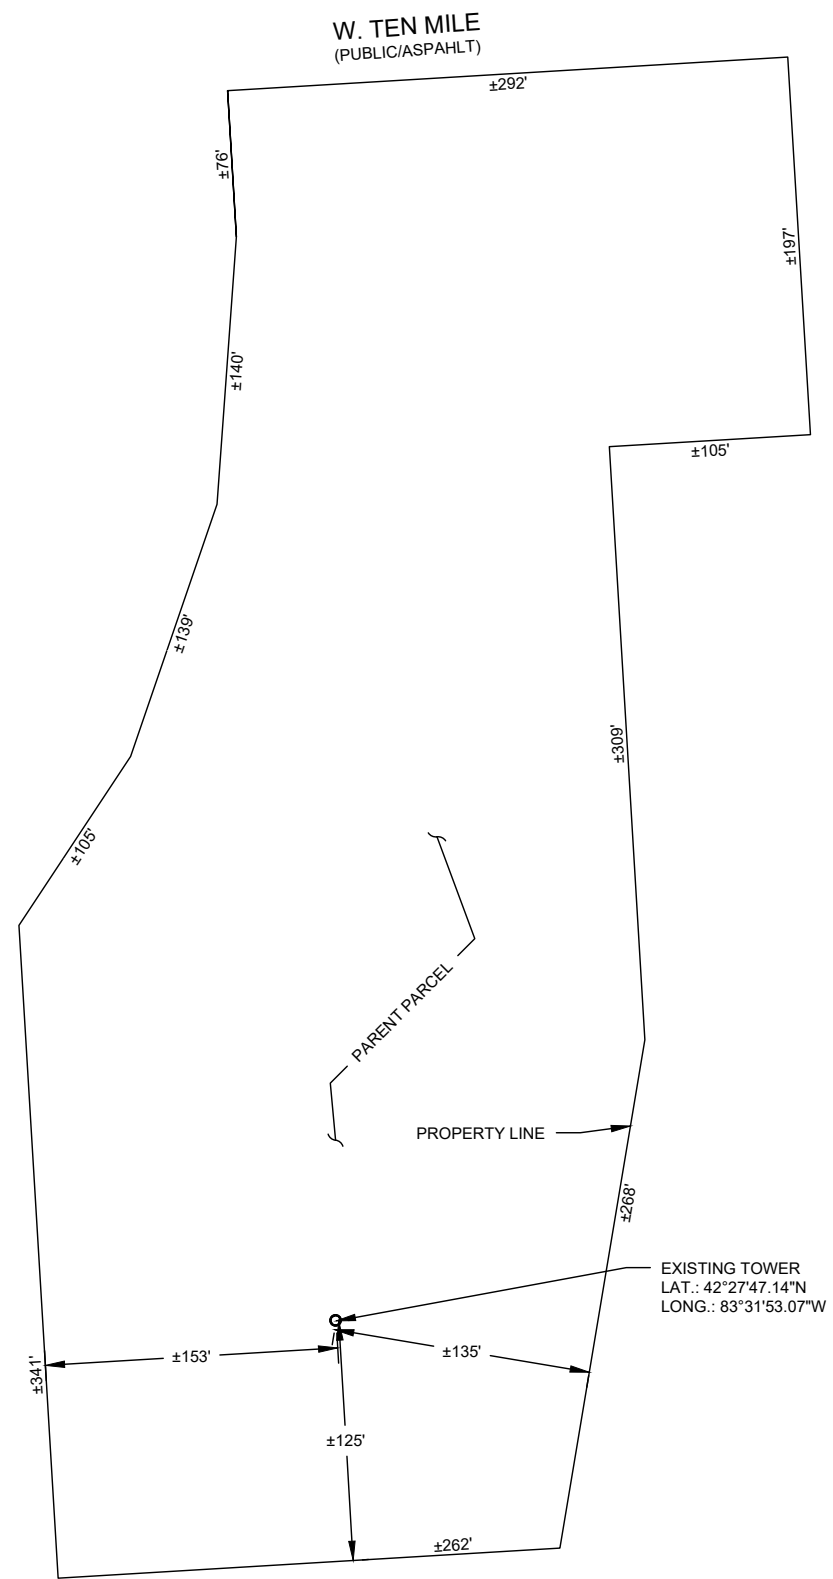 W. TEN MILE
(PUBLIC/ASPAHLT)
±292'
±76'
±197'
±140'
±105'
±139'
±309'
±105'
PARENT PARCEL
PROPERTY LINE
±268'
EXISTING TOWER
LAT.: 42°27'47.14"N
LONG.: 83°31'53.07"W
±153'
±135'
±341'
±125'
±262'